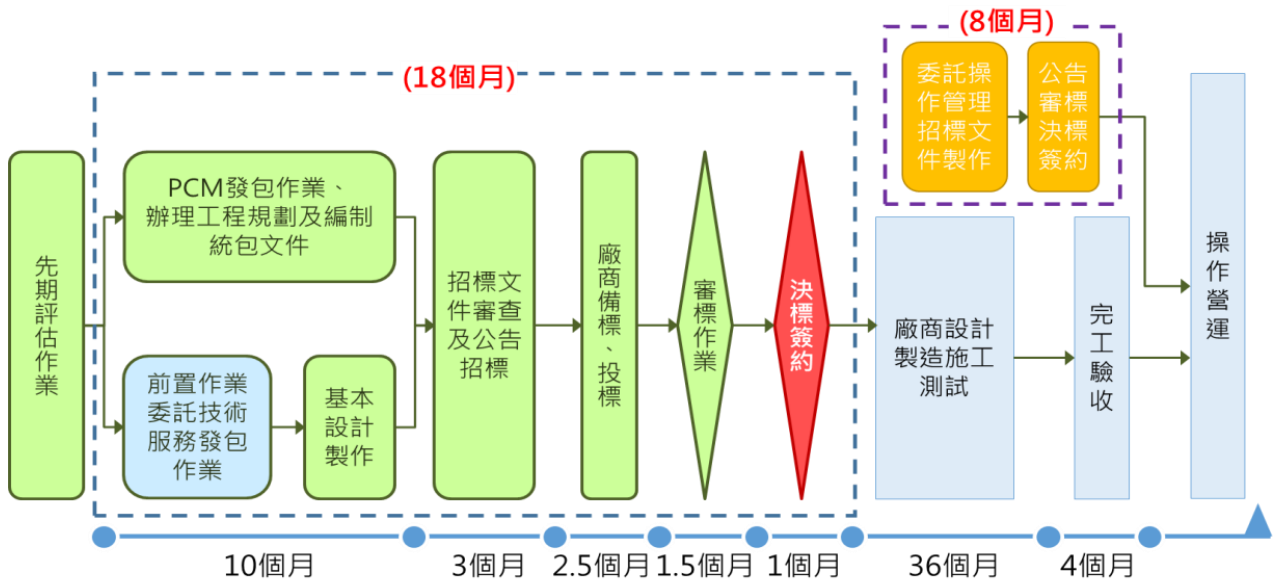 (18個月)
(8個月)
先期評估作業
PCM發包作業、
辦理工程規劃及編制
統包文件
前置作業
委託技術
服務發包
作業
基本
設計
製作
招標文
件審查
及公告
招標
廠商備標、投標
審標作業
決標簽約
委託操
作管理
招標文
件製作
公告
審標
決標
簽約
廠商設計
製造施工
測試
完工驗收
操作營運
10個月
3個月
2.5個月
1.5個月
1個月
36個月
4個月